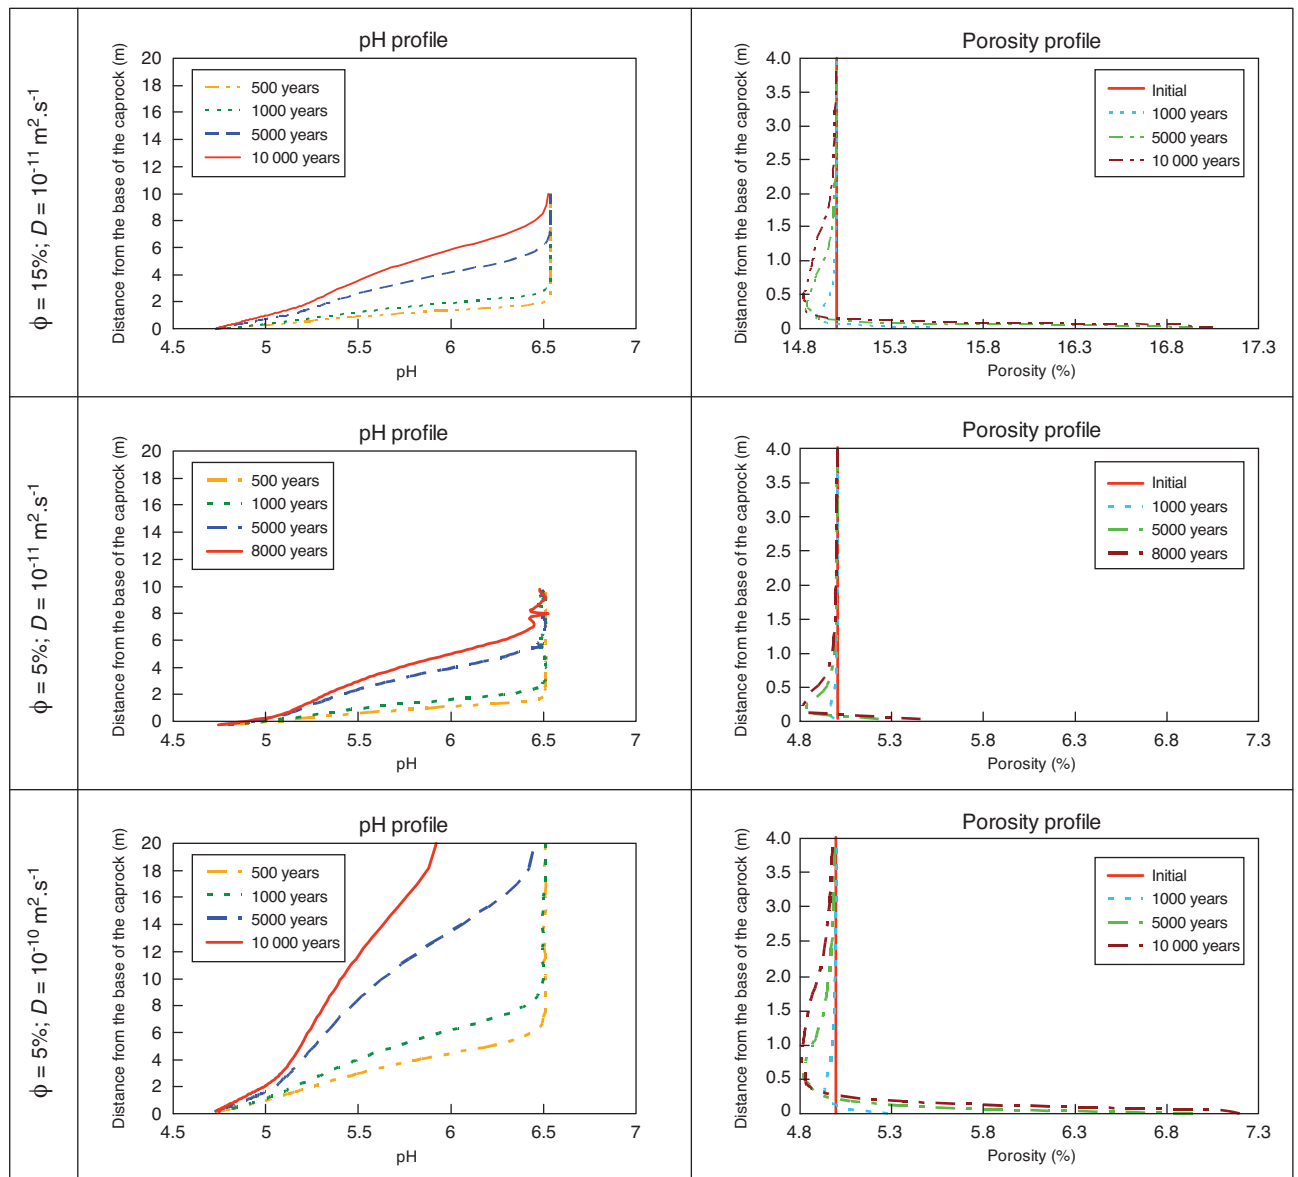 ϕ = 15%; D = 10⁻¹¹ m².s⁻¹
pH profile
Distance from the base of the caprock (m)
20
18
16
14
12
10
8
6
4
2
0
500 years
1000 years
5000 years
10 000 years
4.5 5 5.5 6 6.5 7
pH
Porosity profile
Distance from the base of the caprock (m)
4.0
3.5
3.0
2.5
2.0
1.5
1.0
0.5
0
Initial
1000 years
5000 years
10 000 years
14.8 15.3 15.8 16.3 16.8 17.3
Porosity (%)
ϕ = 5%; D = 10⁻¹¹ m².s⁻¹
pH profile
Distance from the base of the caprock (m)
20
18
16
14
12
10
8
6
4
2
0
500 years
1000 years
5000 years
8000 years
4.5 5 5.5 6 6.5 7
pH
Porosity profile
Distance from the base of the caprock (m)
4.0
3.5
3.0
2.5
2.0
1.5
1.0
0.5
0
Initial
1000 years
5000 years
8000 years
4.8 5.3 5.8 6.3 6.8 7.3
Porosity (%)
ϕ = 5%; D = 10⁻¹⁰ m².s⁻¹
pH profile
Distance from the base of the caprock (m)
20
18
16
14
12
10
8
6
4
2
0
500 years
1000 years
5000 years
10 000 years
4.5 5 5.5 6 6.5 7
pH
Porosity profile
Distance from the base of the caprock (m)
4.0
3.5
3.0
2.5
2.0
1.5
1.0
0.5
0
Initial
1000 years
5000 years
10 000 years
4.8 5.3 5.8 6.3 6.8 7.3
Porosity (%)